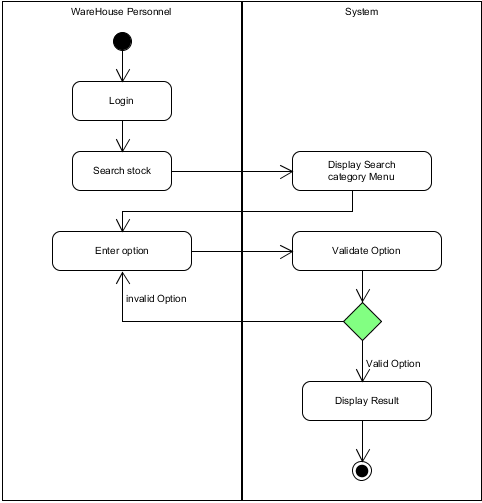 WareHouse Personnel
System
Login
Search stock
Display Search
category Menu
Enter option
Validate Option
invalid Option
Valid Option
Display Result